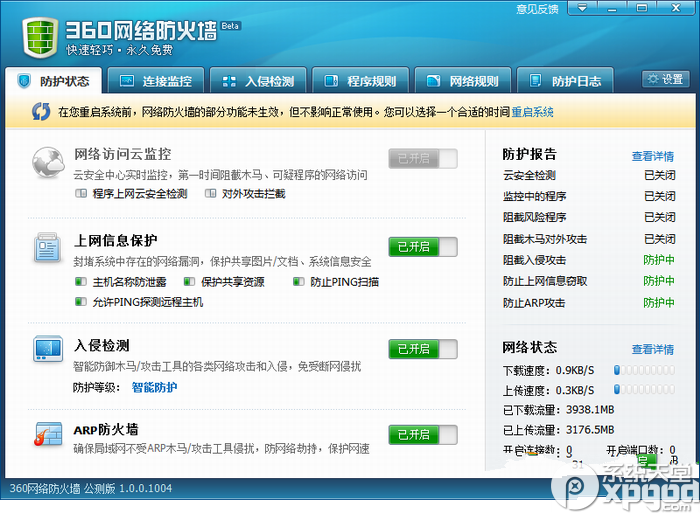 360网络防火墙 Beta
快速轻巧·永久免费
意见反馈
防护状态 连接监控 入侵检测 程序规则 网络规则 防护日志 设置
在您重启系统前，网络防火墙的部分功能未生效，但不影响正常使用。您可以选择一个合适的时间重启系统
网络访问云监控
云安全中心实时监控，第一时间阻截木马、可疑程序的网络访问
已开启
程序上网云安全检测 对外攻击拦截
上网信息保护
封堵系统中存在的网络漏洞，保护共享图片/文档、系统信息安全
已开启
主机名称防泄露 保护共享资源 防止PING扫描
允许PING探测远程主机
入侵检测
智能防御木马/攻击工具的各类网络攻击和入侵，免受断网侵扰
已开启
防护等级： 智能防护
ARP防火墙
确保局域网不受ARP木马/攻击工具侵扰，防网络劫持，保护网速
已开启
防护报告 查看详情
云安全检测 已关闭
监控中的程序 已关闭
阻截风险程序 已关闭
阻截木马对外攻击 已关闭
阻截入侵攻击 防护中
防止上网信息窃取 防护中
防止ARP攻击 防护中
网络状态 查看详情
下载速度：0.9KB/S
上传速度：0.3KB/S
已下载流量：3938.1MB
已上传流量：3176.5MB
开启连接数：0 开启端口数：0
31
360网络防火墙 公测版 1.0.0.1004
系统天堂
xpgod